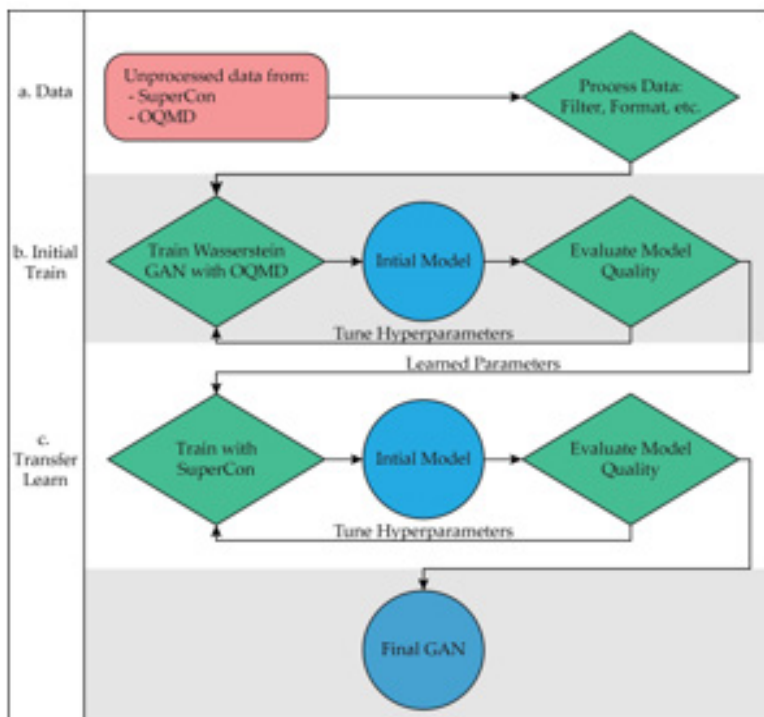 a. Data
Unprocessed data from:
- SuperCon
- OQMD
Process Data:
Filter, Format, etc.
b. Initial
Train
Train Wasserstein
GAN with OQMD
Intial Model
Evaluate Model
Quality
Tune Hyperparameters
Learned Parameters
c.
Transfer
Learn
Train with
SuperCon
Intial Model
Evaluate Model
Quality
Tune Hyperparameters
Final GAN